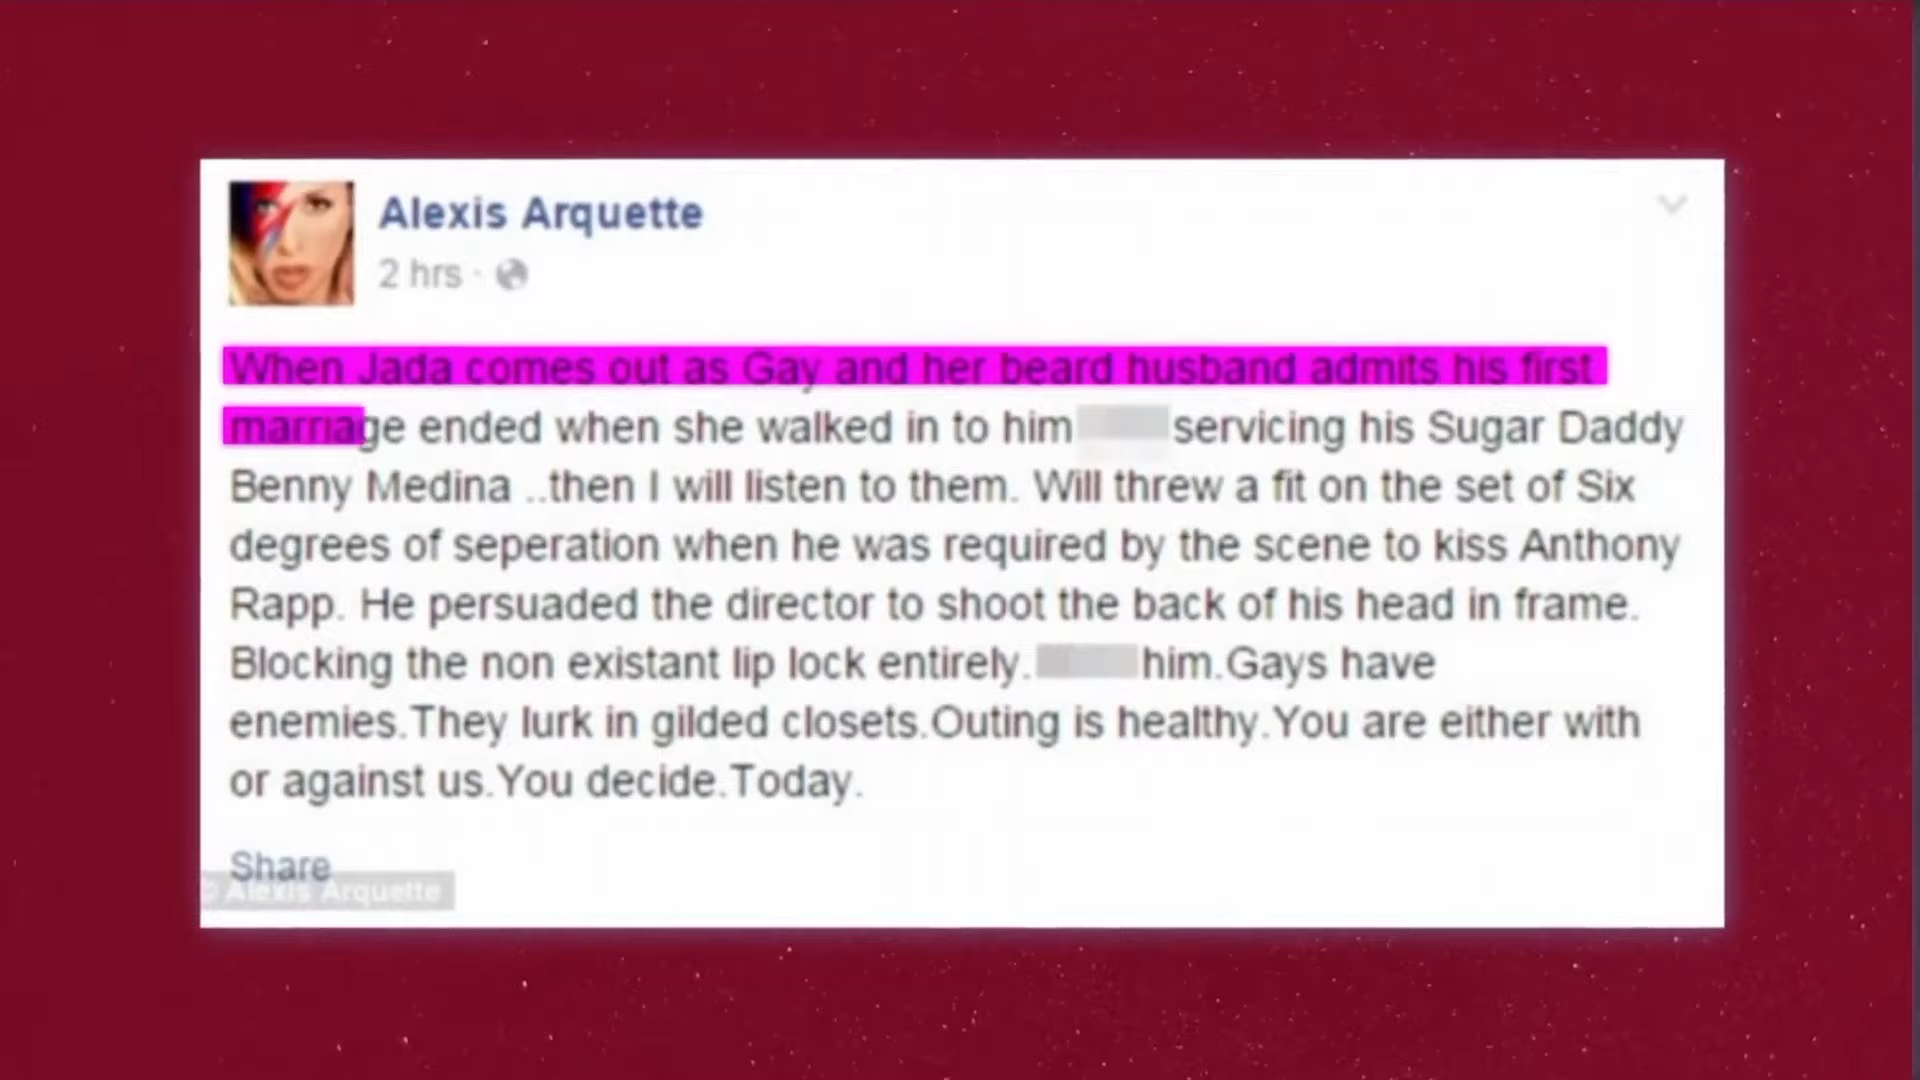 Alexis Arquette
2 hrs ·
When Jada comes out as Gay and her beard husband admits his first
marriage ended when she walked in to him servicing his Sugar Daddy
Benny Medina ..then I will listen to them. Will threw a fit on the set of Six
degrees of seperation when he was required by the scene to kiss Anthony
Rapp. He persuaded the director to shoot the back of his head in frame.
Blocking the non existant lip lock entirely. him.Gays have
enemies.They lurk in gilded closets.Outing is healthy.You are either with
or against us.You decide.Today.
Share
© Alexis Arquette